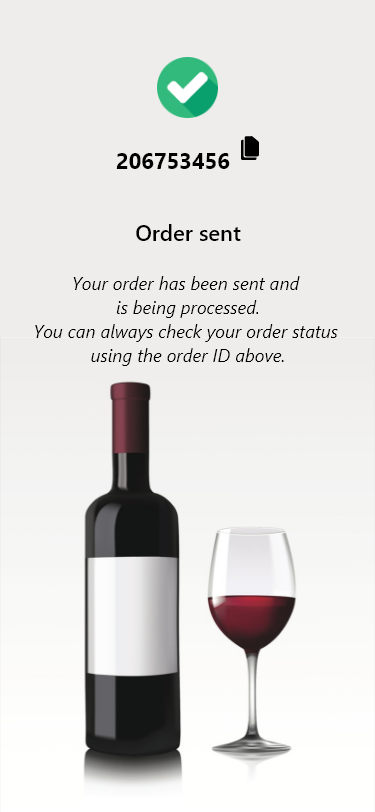 206753456
Order sent
Your order has been sent and
is being processed.
You can always check your order status
using the order ID above.